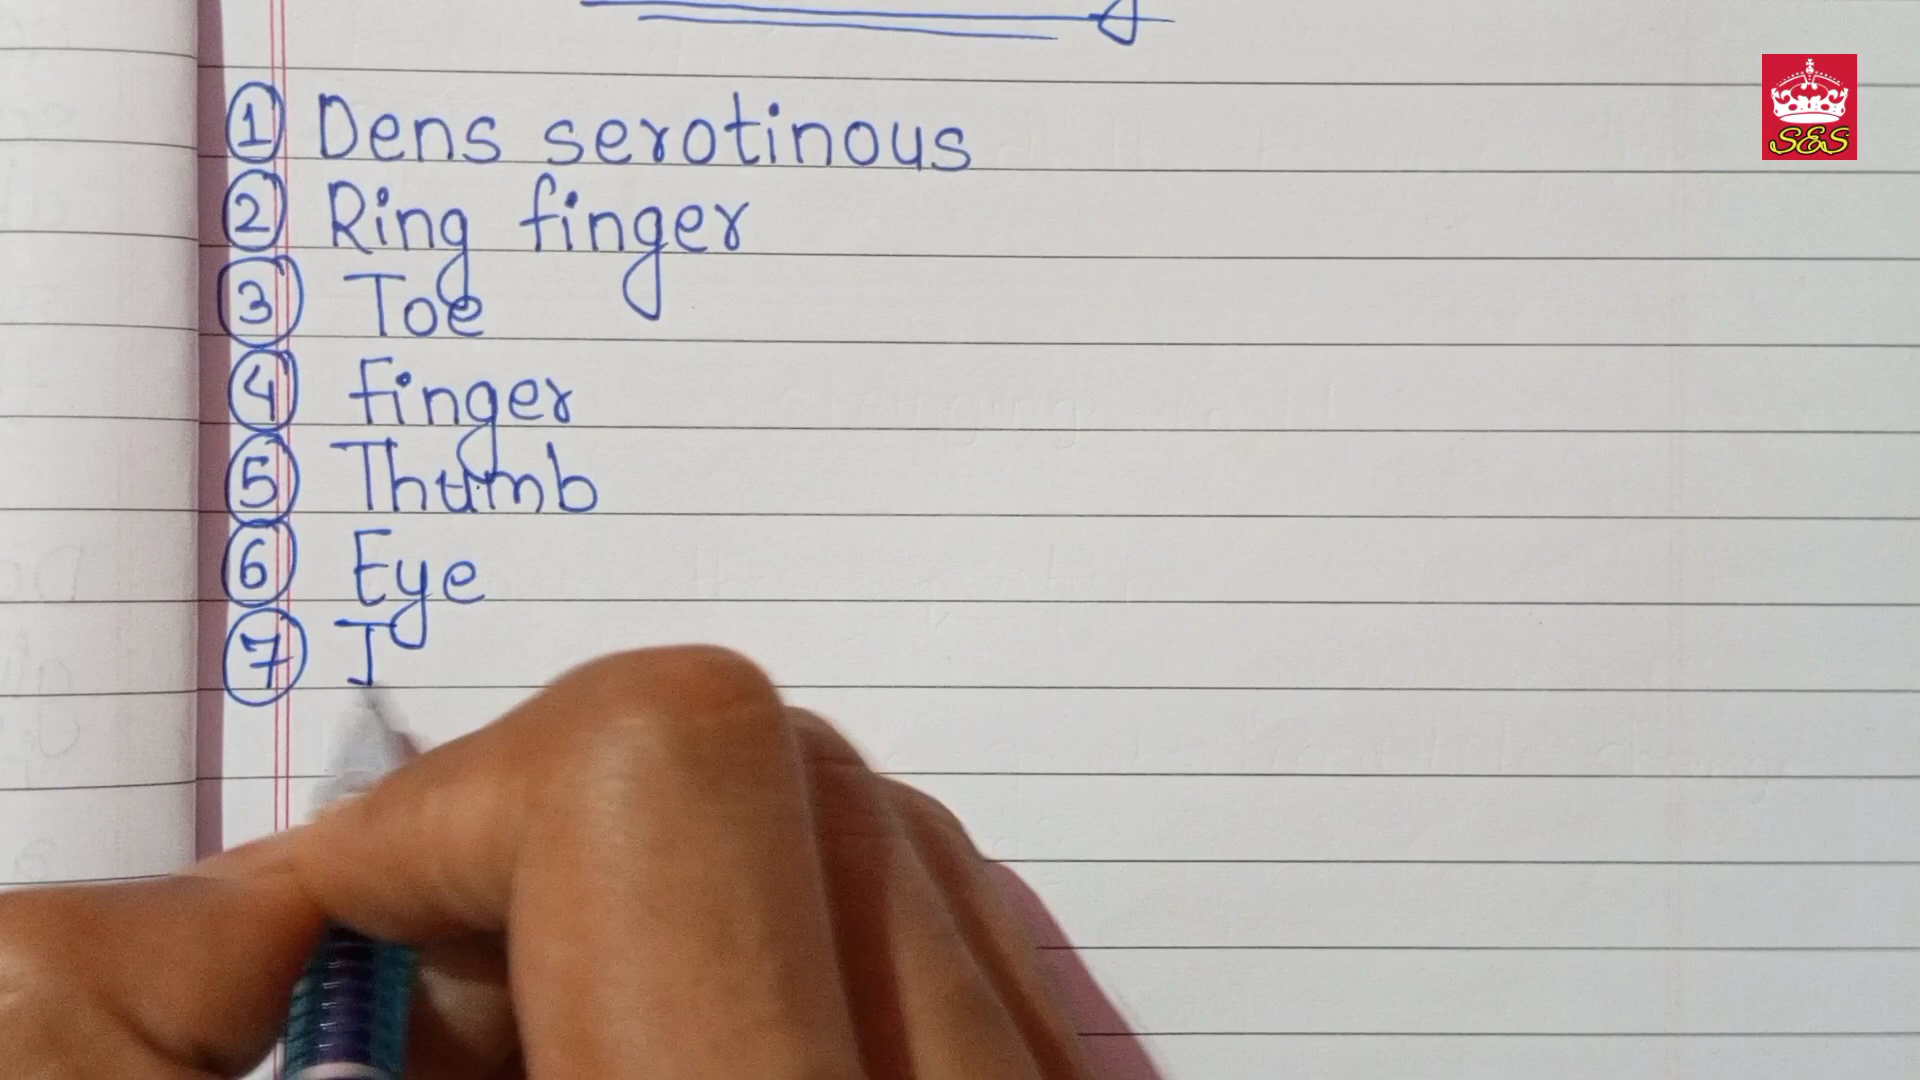 ① Dens serotinous
② Ring finger
③ Toe
④ finger
⑤ Thumb
⑥ Eye
⑦ I
S&S